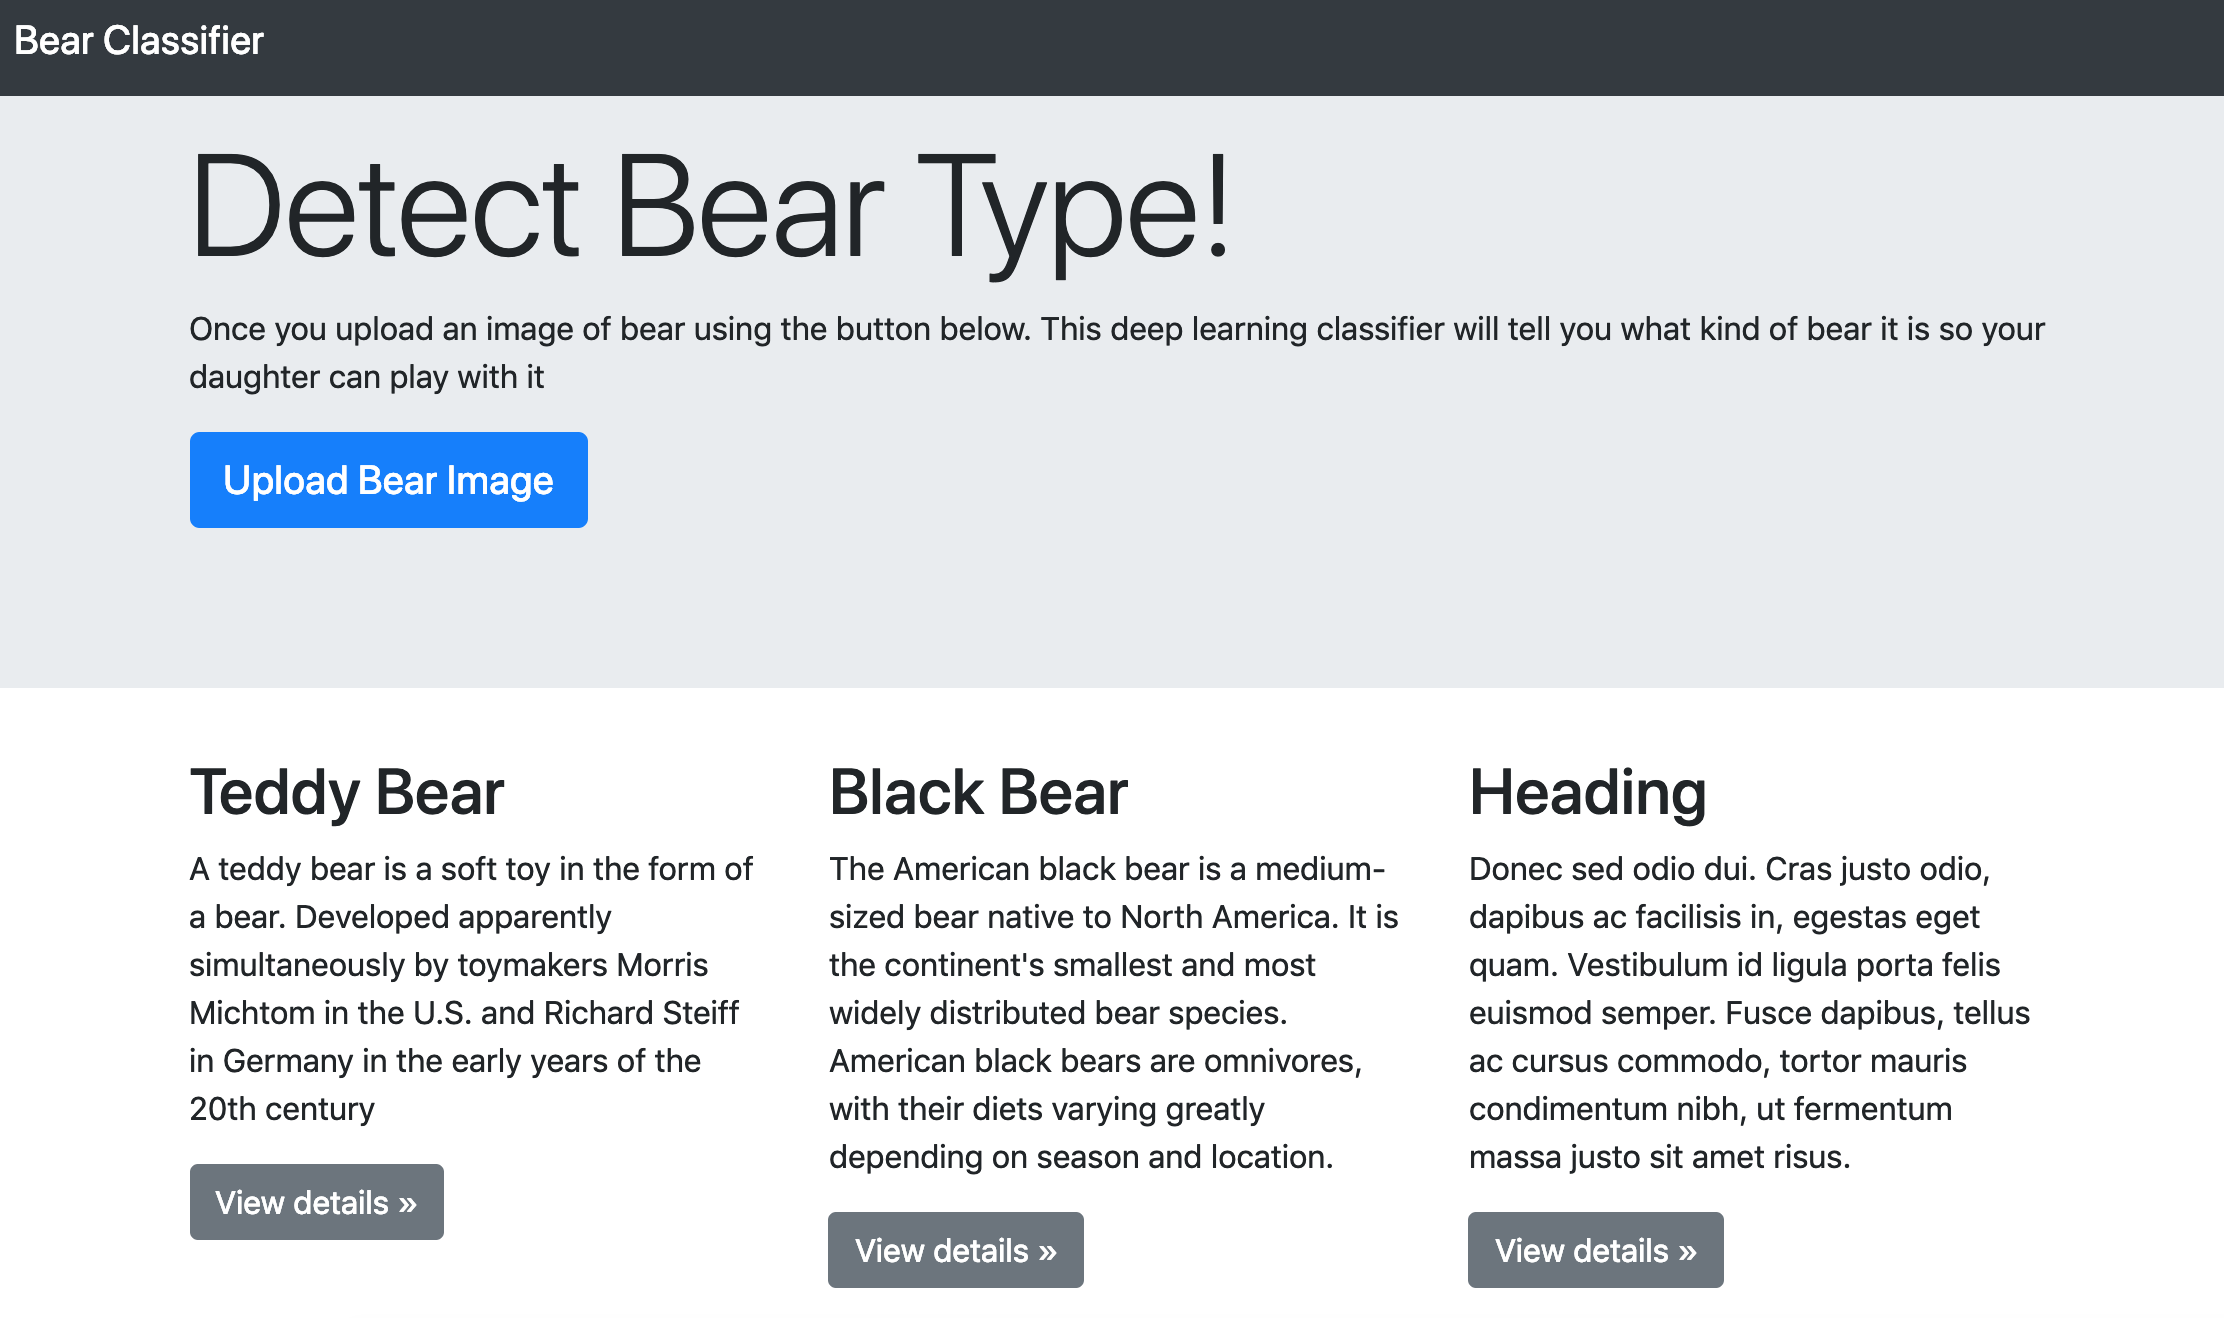 Bear Classifier
Detect Bear Type!
Once you upload an image of bear using the button below. This deep learning classifier will tell you what kind of bear it is so your
daughter can play with it
Upload Bear Image
Teddy Bear
A teddy bear is a soft toy in the form of
a bear. Developed apparently
simultaneously by toymakers Morris
Michtom in the U.S. and Richard Steiff
in Germany in the early years of the
20th century
View details »
Black Bear
The American black bear is a medium-
sized bear native to North America. It is
the continent's smallest and most
widely distributed bear species.
American black bears are omnivores,
with their diets varying greatly
depending on season and location.
View details »
Heading
Donec sed odio dui. Cras justo odio,
dapibus ac facilisis in, egestas eget
quam. Vestibulum id ligula porta felis
euismod semper. Fusce dapibus, tellus
ac cursus commodo, tortor mauris
condimentum nibh, ut fermentum
massa justo sit amet risus.
View details »